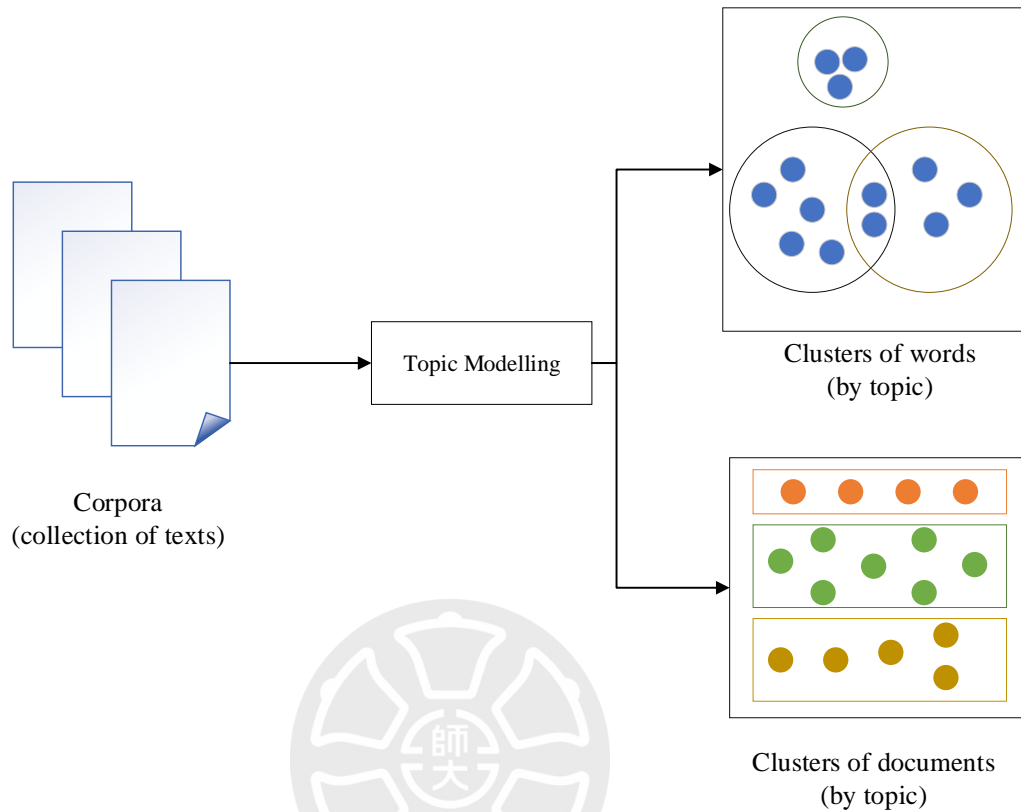 Clusters of words
(by topic)
Topic Modelling
Corpora
(collection of texts)
Clusters of documents
(by topic)
師
大